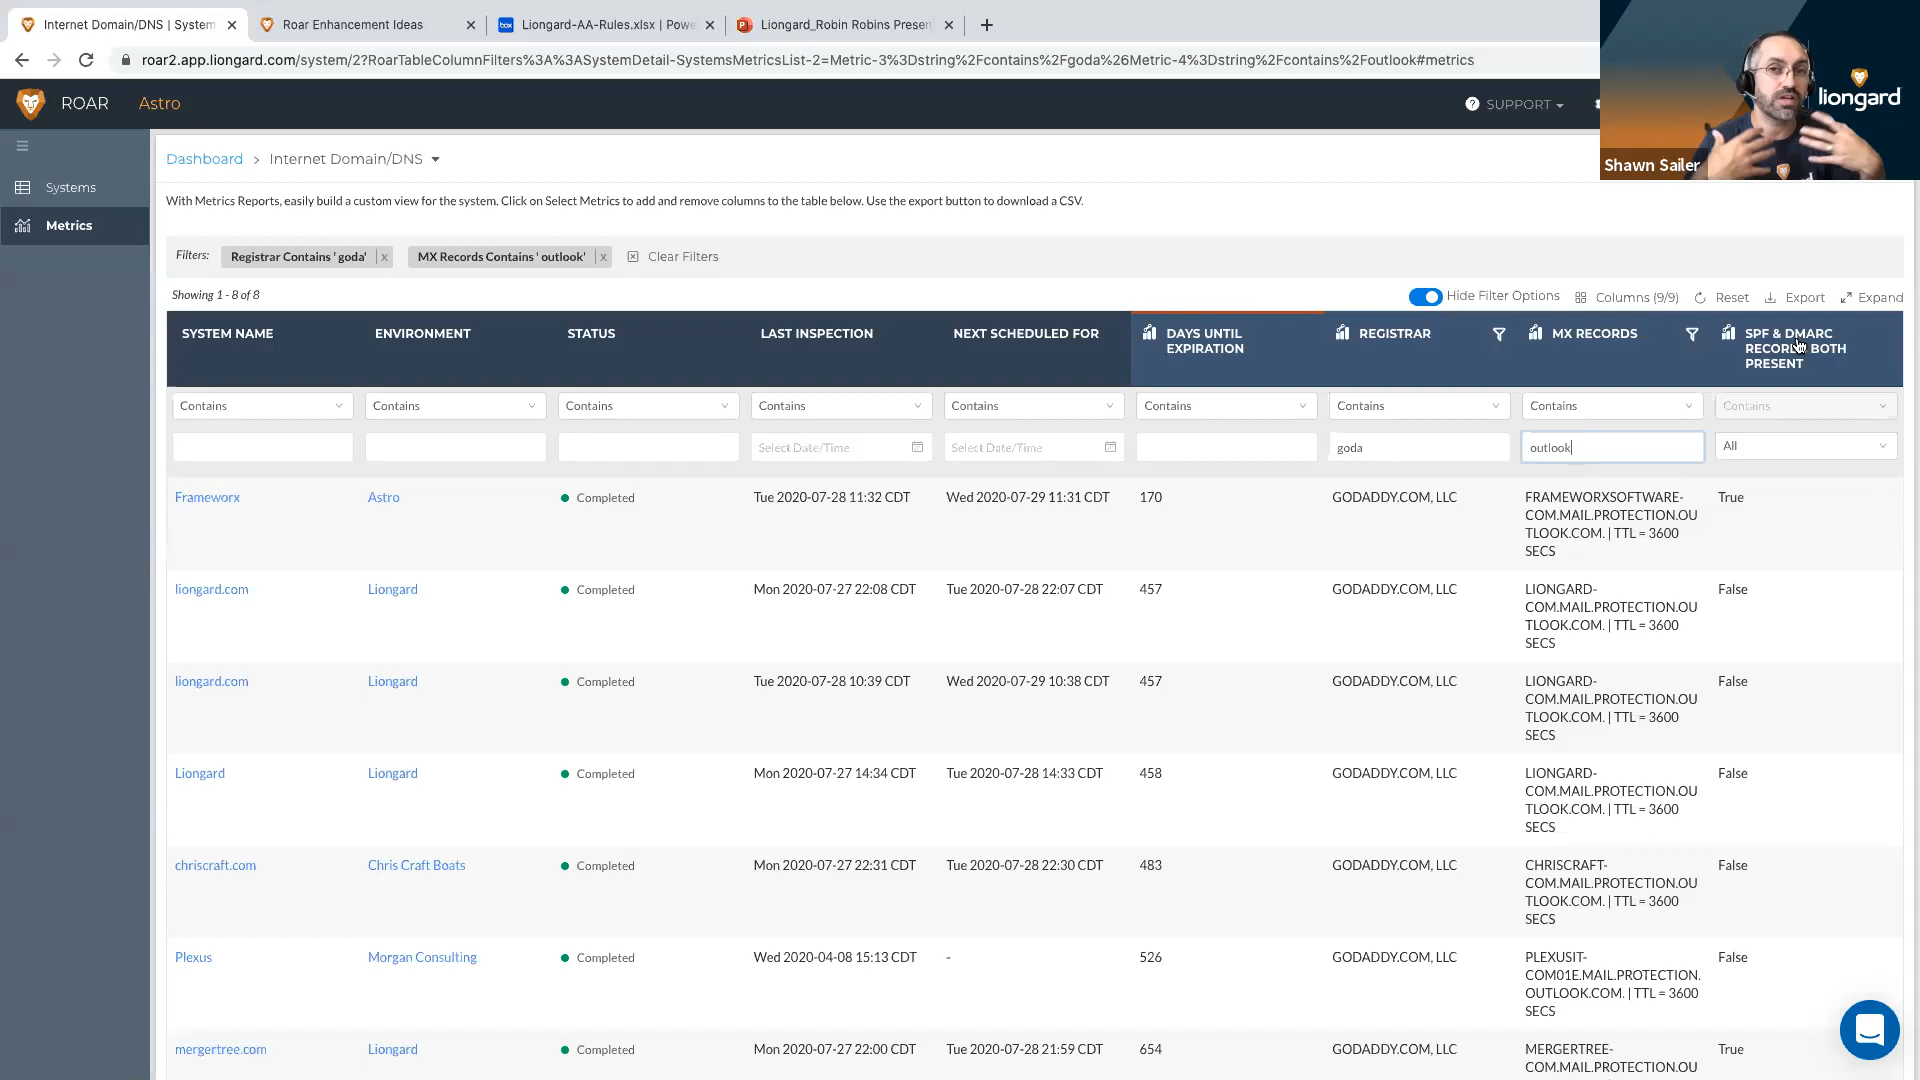 Internet Domain/DNS | System
Roar Enhancement Ideas
box
Liongard-AA-Rules.xlsx | Powe
P
Liongard_Robin Robins Presen
roar2.app.liongard.com/system/2?RoarTableColumnFilters%3A%3ASystemDetail-SystemsMetricsList-2=Metric-3%3Dstring%2Fcontains%2Fgoda%26Metric-4%3Dstring%2Fcontains%2Foutlook#metrics
liongard
Shawn Sailer
ROAR
Astro
SUPPORT
Systems
Metrics
Dashboard > Internet Domain/DNS
With Metrics Reports, easily build a custom view for the system. Click on Select Metrics to add and remove columns to the table below. Use the export button to download a CSV.
Filters: Registrar Contains ' goda' x MX Records Contains ' outlook' x Clear Filters
Showing 1 - 8 of 8
Hide Filter Options Columns (9/9) Reset Export Expand
SYSTEM NAME ENVIRONMENT STATUS LAST INSPECTION NEXT SCHEDULED FOR DAYS UNTIL REGISTRAR MX RECORDS SPF & DMARC
EXPIRATION RECORDS BOTH
PRESENT
Contains Contains Contains Contains Contains Contains Contains Contains Contains
Select Date/Time Select Date/Time goda outlook All
Frameworx Astro Completed Tue 2020-07-28 11:32 CDT Wed 2020-07-29 11:31 CDT 170 GODADDY.COM, LLC FRAMEWORXSOFTWARE- True
COM.MAIL.PROTECTION.OU
TLOOK.COM. | TTL = 3600
SECS
liongard.com Liongard Completed Mon 2020-07-27 22:08 CDT Tue 2020-07-28 22:07 CDT 457 GODADDY.COM, LLC LIONGARD- False
COM.MAIL.PROTECTION.OU
TLOOK.COM. | TTL = 3600
SECS
liongard.com Liongard Completed Tue 2020-07-28 10:39 CDT Wed 2020-07-29 10:38 CDT 457 GODADDY.COM, LLC LIONGARD- False
COM.MAIL.PROTECTION.OU
TLOOK.COM. | TTL = 3600
SECS
Liongard Liongard Completed Mon 2020-07-27 14:34 CDT Tue 2020-07-28 14:33 CDT 458 GODADDY.COM, LLC LIONGARD- False
COM.MAIL.PROTECTION.OU
TLOOK.COM. | TTL = 3600
SECS
chriscraft.com Chris Craft Boats Completed Mon 2020-07-27 22:31 CDT Tue 2020-07-28 22:30 CDT 483 GODADDY.COM, LLC CHRISCRAFT- False
COM.MAIL.PROTECTION.OU
TLOOK.COM. | TTL = 3600
SECS
Plexus Morgan Consulting Completed Wed 2020-04-08 15:13 CDT - 526 GODADDY.COM, LLC PLEXUSIT- False
COM01E.MAIL.PROTECTION.
OUTLOOK.COM. | TTL = 3600
SECS
mergertree.com Liongard Completed Mon 2020-07-27 22:00 CDT Tue 2020-07-28 21:59 CDT 654 GODADDY.COM, LLC MERGERTREE- True
COM.MAIL.PROTECTION.OU